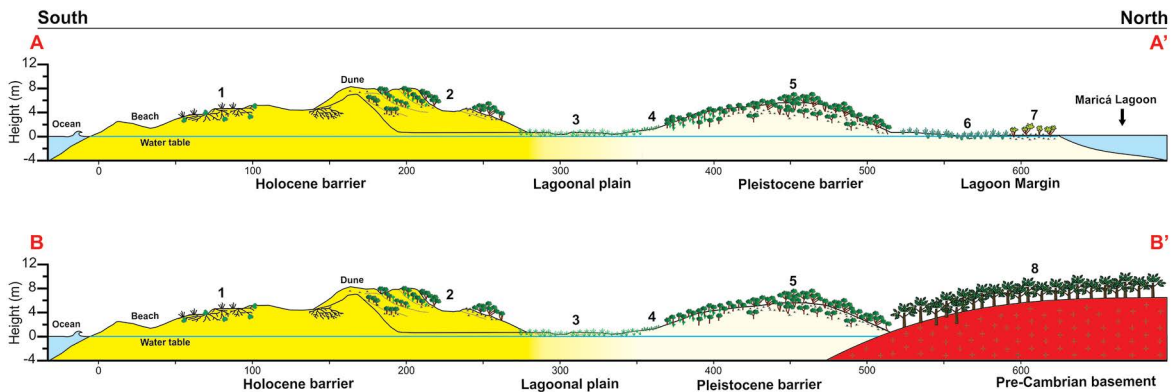 South North
A A'
Height (m)
12
8
4
0
-4
Ocean
Beach
1
Dune
2
3
4
5
6
7
Maricá Lagoon
Water table
0 100 200 300 400 500 600
Holocene barrier Lagoonal plain Pleistocene barrier Lagoon Margin
B B'
Height (m)
12
8
4
0
-4
Ocean
Beach
1
Dune
2
3
4
5
8
Water table
0 100 200 300 400 500 600
Holocene barrier Lagoonal plain Pleistocene barrier Pre-Cambrian basement